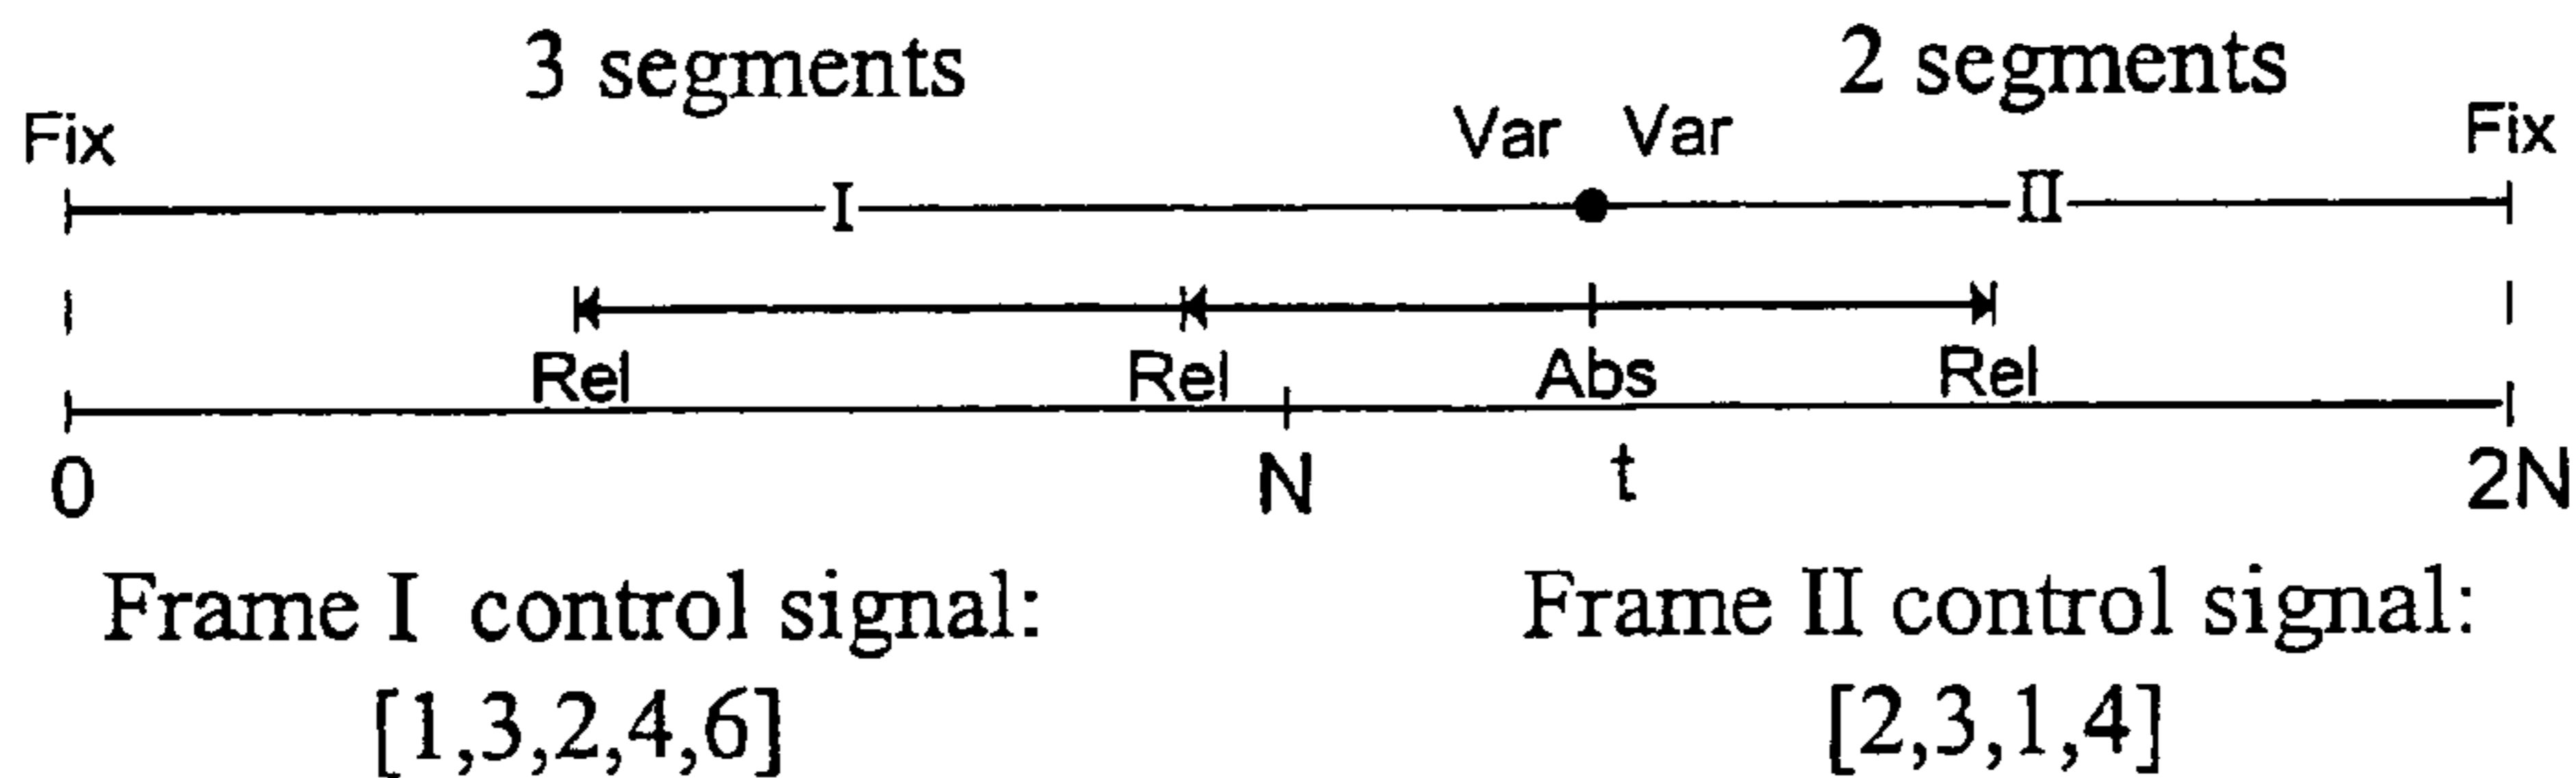 3 segments 2 segments
Fix Var Var Fix
I II
Rel Rel Abs Rel
0 N t 2N
Frame I control signal: Frame II control signal:
[1,3,2,4,6] [2,3,1,4]